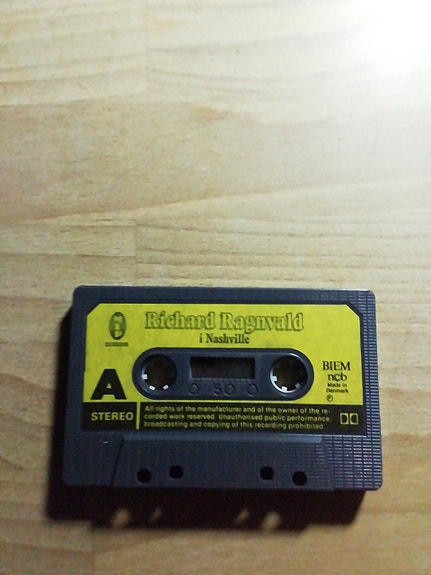 Richard Ragnvald
i Nashville
A
STEREO
50
BIEM
ncb
Made in
Denmark
℗
All rights of the manufacturer and of the owner of the re-
corded work reserved. Unauthorised public performance,
broadcasting and copying of this recording prohibited